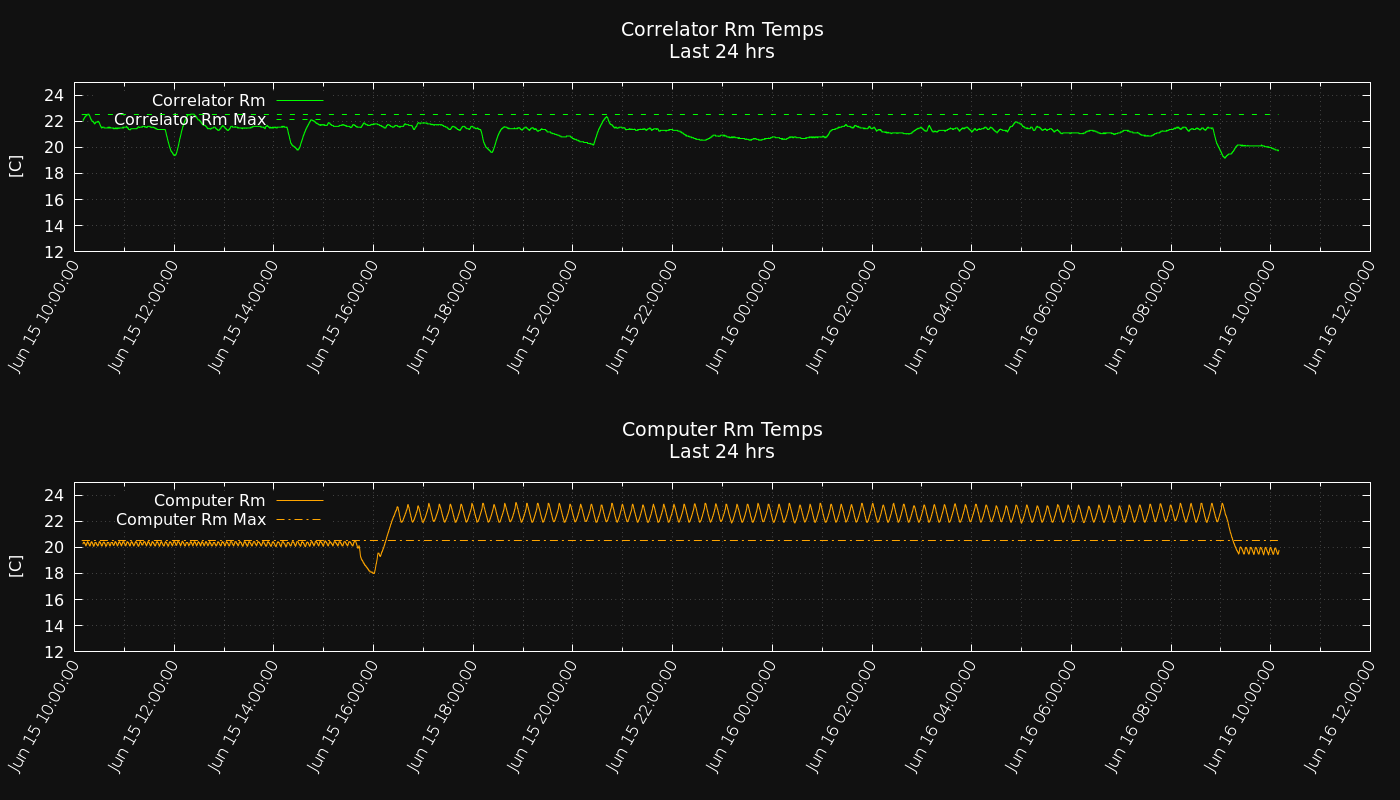 Correlator Rm Temps
Last 24 hrs
Correlator Rm
Correlator Rm Max
[C]
24
22
20
18
16
14
12
Jun 15 10:00:00
Jun 15 12:00:00
Jun 15 14:00:00
Jun 15 16:00:00
Jun 15 18:00:00
Jun 15 20:00:00
Jun 15 22:00:00
Jun 16 00:00:00
Jun 16 02:00:00
Jun 16 04:00:00
Jun 16 06:00:00
Jun 16 08:00:00
Jun 16 10:00:00
Jun 16 12:00:00
Computer Rm Temps
Last 24 hrs
Computer Rm
Computer Rm Max
[C]
24
22
20
18
16
14
12
Jun 15 10:00:00
Jun 15 12:00:00
Jun 15 14:00:00
Jun 15 16:00:00
Jun 15 18:00:00
Jun 15 20:00:00
Jun 15 22:00:00
Jun 16 00:00:00
Jun 16 02:00:00
Jun 16 04:00:00
Jun 16 06:00:00
Jun 16 08:00:00
Jun 16 10:00:00
Jun 16 12:00:00